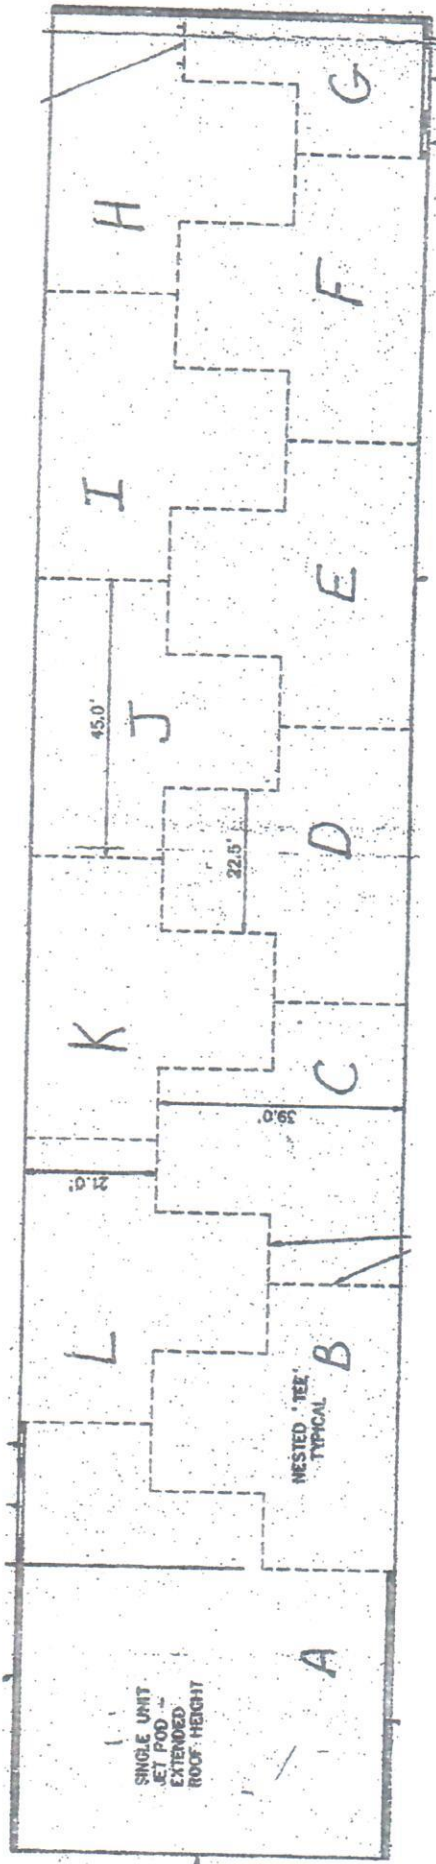 G
H
F
I
E
45.0'
J
22.5
D
K
C
39.0'
21.0'
L
B
NESTED "TEE"
TYPICAL
A
SINGLE UNIT
JET POD -
EXTENDED
ROOF HEIGHT